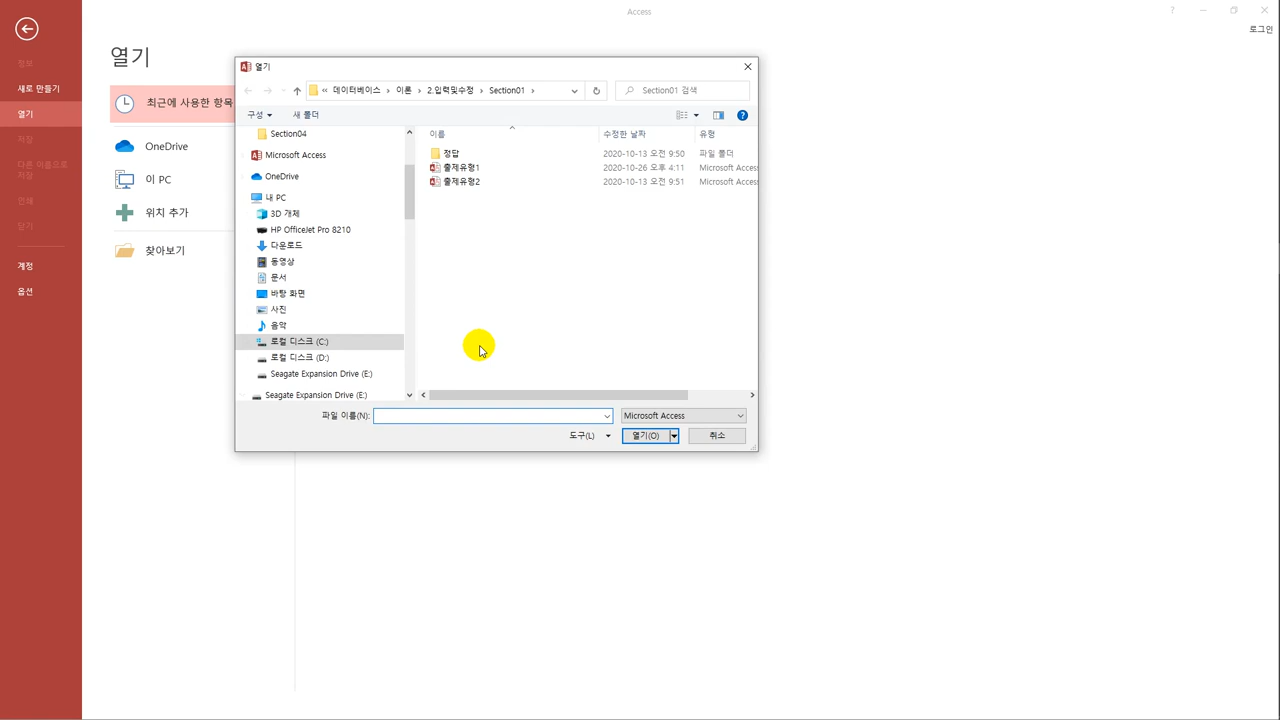 Access
로그인
열기
정보
새로 만들기
열기
저장
다른 이름으로
저장
인쇄
닫기
계정
옵션
최근에 사용한 항목
OneDrive
이 PC
위치 추가
찾아보기
열기
« 데이터베이스 › 이론 › 2.입력및수정 › Section01 ›
Section01 검색
구성
새 폴더
Section04
Microsoft Access
OneDrive
내 PC
3D 개체
HP OfficeJet Pro 8210
다운로드
동영상
문서
바탕 화면
사진
음악
로컬 디스크 (C:)
로컬 디스크 (D:)
Seagate Expansion Drive (E:)
Seagate Expansion Drive (E:)
이름 수정한 날짜 유형
정답 2020-10-13 오전 9:50 파일 폴더
출제유형1 2020-10-26 오후 4:11 Microsoft Access
출제유형2 2020-10-13 오전 9:51 Microsoft Access
파일 이름(N):
Microsoft Access
도구(L)
열기(O)
취소